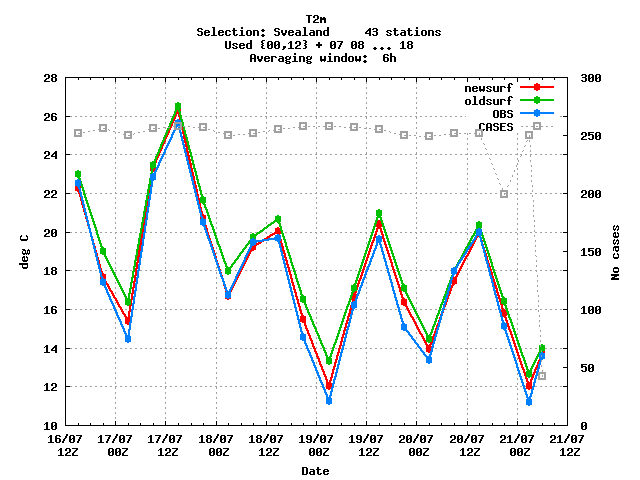 T2m
Selection: Svealand     43 stations
Used {00,12} + 07 08 ... 18
Averaging window:  6h
28
26
24
22
20
18
16
14
12
10
deg C
300
250
200
150
100
50
0
No cases
newsurf
oldsurf
OBS
CASES
16/07 17/07 17/07 18/07 18/07 19/07 19/07 20/07 20/07 21/07 21/07
12Z 00Z 12Z 00Z 12Z 00Z 12Z 00Z 12Z 00Z 12Z
Date